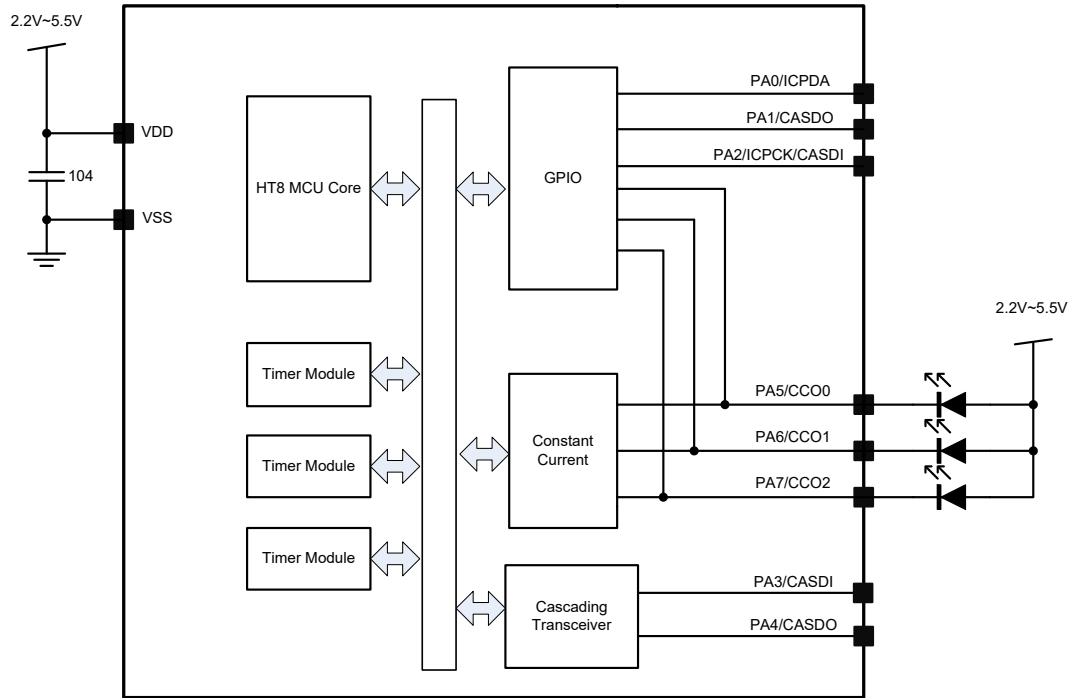 2.2V~5.5V
VDD
104
VSS
HT8 MCU Core
GPIO
PA0/ICPDA
PA1/CASDO
PA2/ICPCK/CASDI
2.2V~5.5V
Timer Module
Timer Module
Timer Module
Constant
Current
PA5/CCO0
PA6/CCO1
PA7/CCO2
Cascading
Transceiver
PA3/CASDI
PA4/CASDO